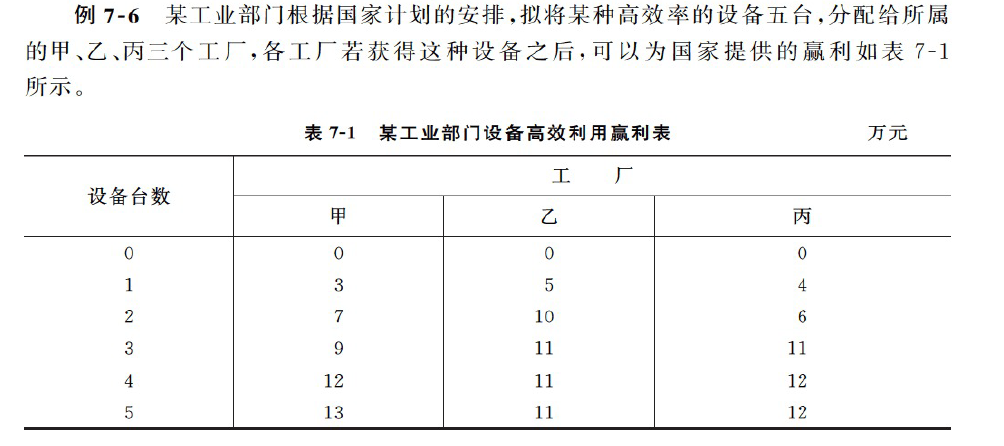 例 7-6 某工业部门根据国家计划的安排,拟将某种高效率的设备五台,分配给所属
的甲、乙、丙三个工厂,各工厂若获得这种设备之后,可以为国家提供的赢利如表 7-1
所示。
表 7-1 某工业部门设备高效利用赢利表 万元
设备台数 工 厂
甲 乙 丙
0 0 0 0
1 3 5 4
2 7 10 6
3 9 11 11
4 12 11 12
5 13 11 12